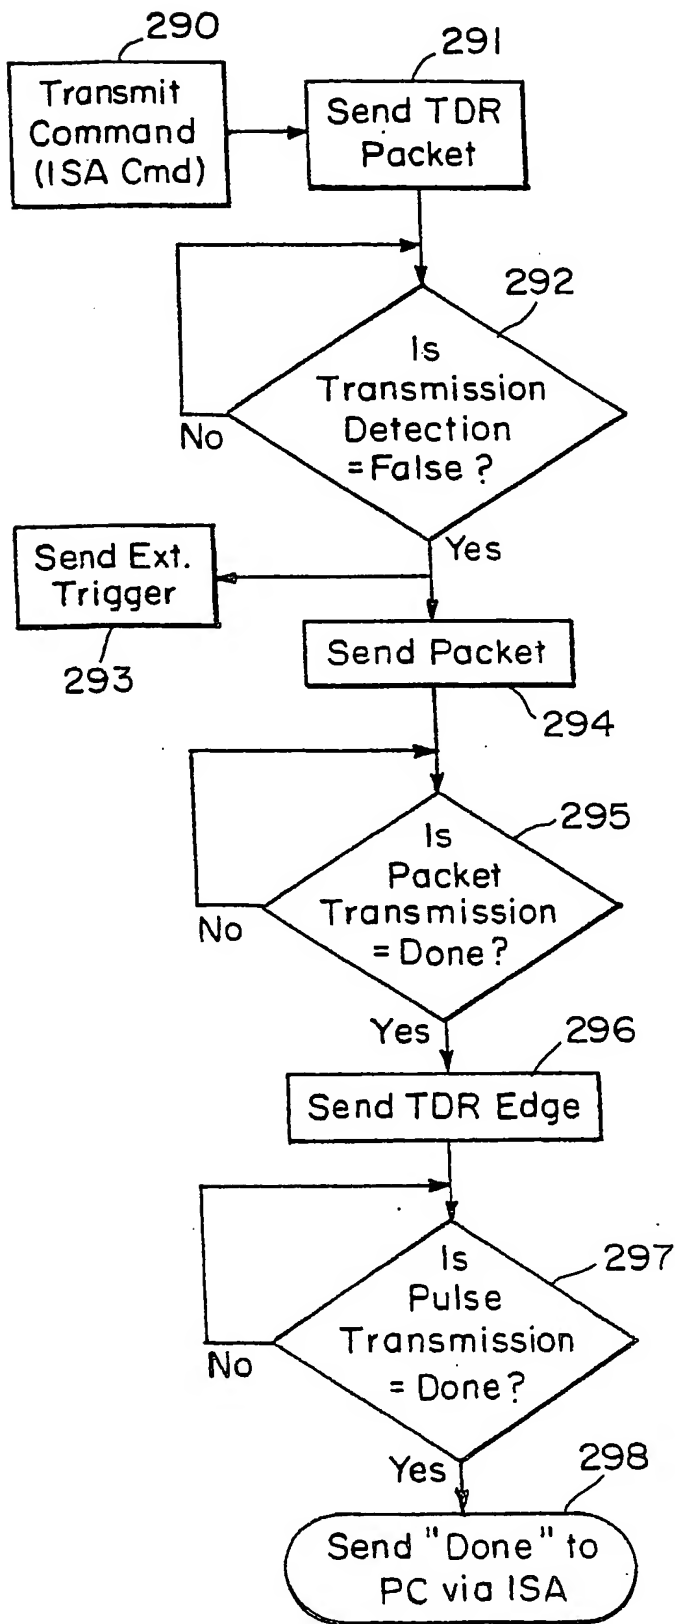 290
Transmit
Command
(ISA Cmd)
291
Send TDR
Packet
292
Is
Transmission
Detection
=False?
No
Yes
Send Ext.
Trigger
293
Send Packet
294
295
Is
Packet
Transmission
= Done?
No
Yes
296
Send TDR Edge
297
Is
Pulse
Transmission
= Done?
No
Yes
298
Send "Done" to
PC via ISA